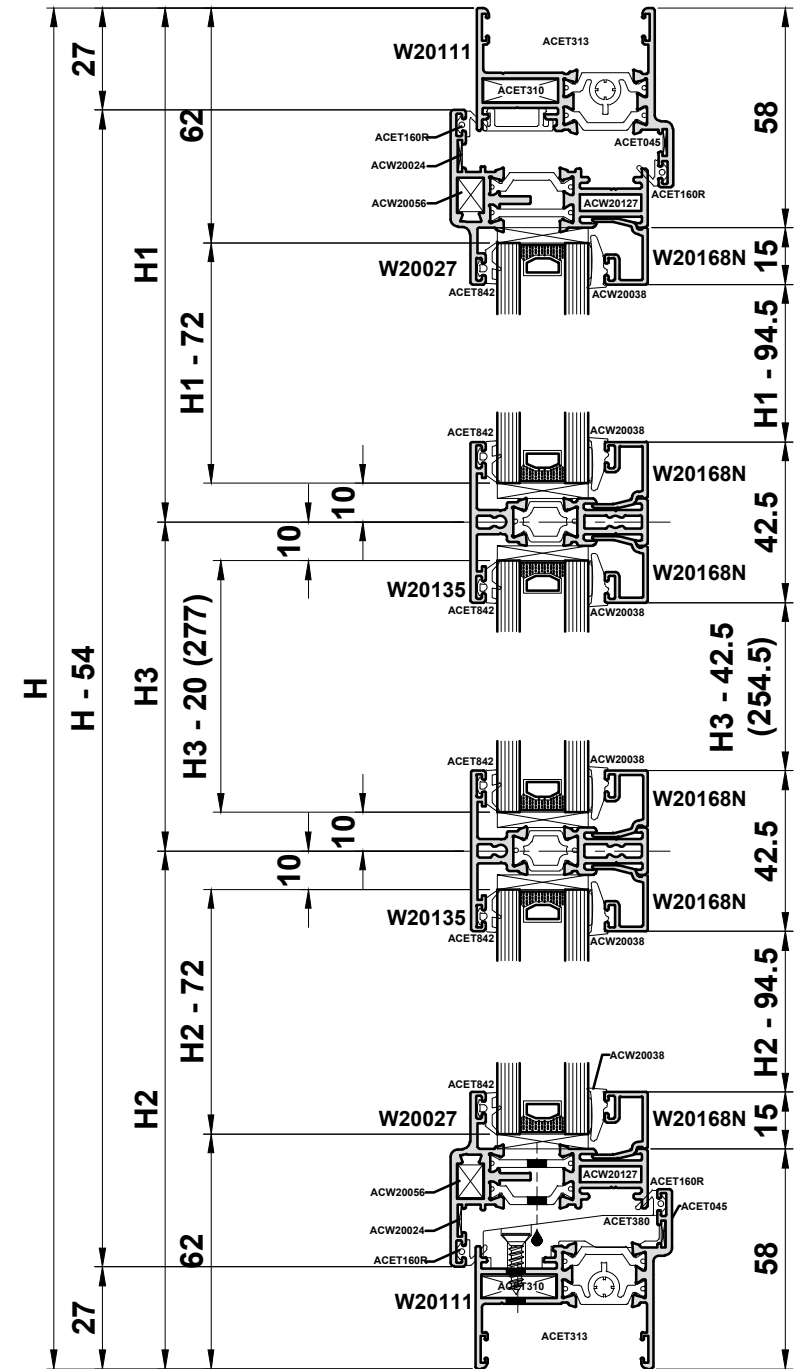 ACET313
W20111
27
62
58
ACET310
ACET160R
ACET045
ACW20024
ACET160R
ACW20056
ACW20127
W20027
W20168N
15
ACET842
ACW20038
H1
H1 - 72
H1 - 94.5
ACET842
ACW20038
W20168N
10
10
42.5
W20135
W20168N
ACET842
ACW20038
H
H - 54
H3
H3 - 20 (277)
H3 - 42.5
(254.5)
ACET842
ACW20038
W20168N
10
10
42.5
W20135
W20168N
ACET842
ACW20038
H2
H2 - 72
H2 - 94.5
ACW20038
ACET842
W20027
W20168N
15
ACW20127
ACET160R
ACW20056
ACET045
ACW20024
ACET380
ACET160R
62
58
ACET310
W20111
27
ACET313